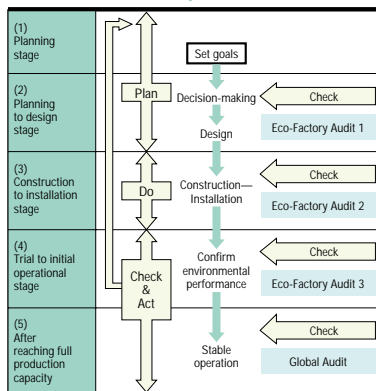 (1)
Planning
stage
Set goals
(2)
Planning
to design
stage
Plan
Decision-making
Check
Design
Eco-Factory Audit 1
(3)
Construction
to installation
stage
Do
Construction—
Installation
Check
Eco-Factory Audit 2
(4)
Trial to initial
operational
stage
Check
&
Act
Confirm
environmental
performance
Check
Eco-Factory Audit 3
(5)
After
reaching full
production
capacity
Stable
operation
Check
Global Audit